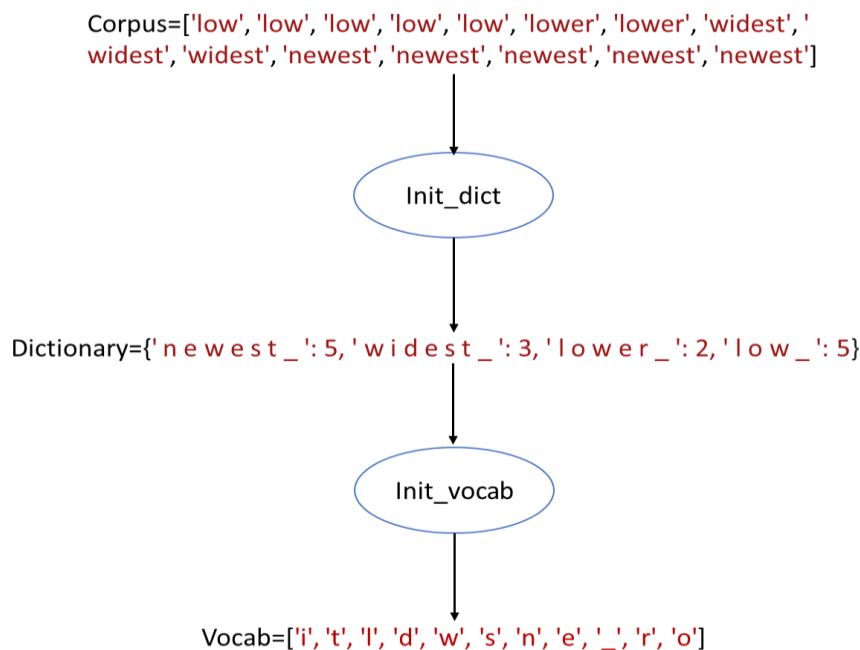 Corpus=['low', 'low', 'low', 'low', 'low', 'lower', 'lower', 'widest', '
widest', 'widest', 'newest', 'newest', 'newest', 'newest', 'newest']
Init_dict
Dictionary={' n e w e s t _ ': 5, ' w i d e s t _ ': 3, ' l o w e r _ ': 2, ' l o w _ ': 5}
Init_vocab
Vocab=['i', 't', 'l', 'd', 'w', 's', 'n', 'e', '_', 'r', 'o']